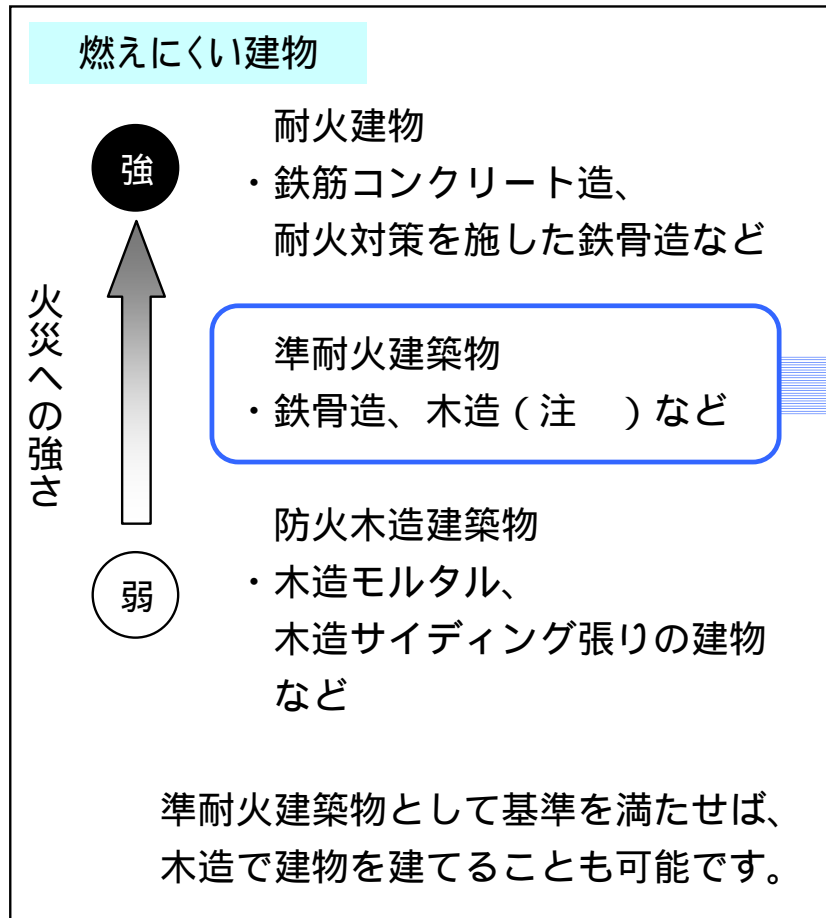 燃えにくい建物
強
火災への強さ
弱
耐火建物
・鉄筋コンクリート造、
耐火対策を施した鉄骨造など
準耐火建築物
・鉄骨造、木造(注　)など
防火木造建築物
・木造モルタル、
木造サイディング張りの建物
など
準耐火建築物として基準を満たせば、
木造で建物を建てることも可能です。